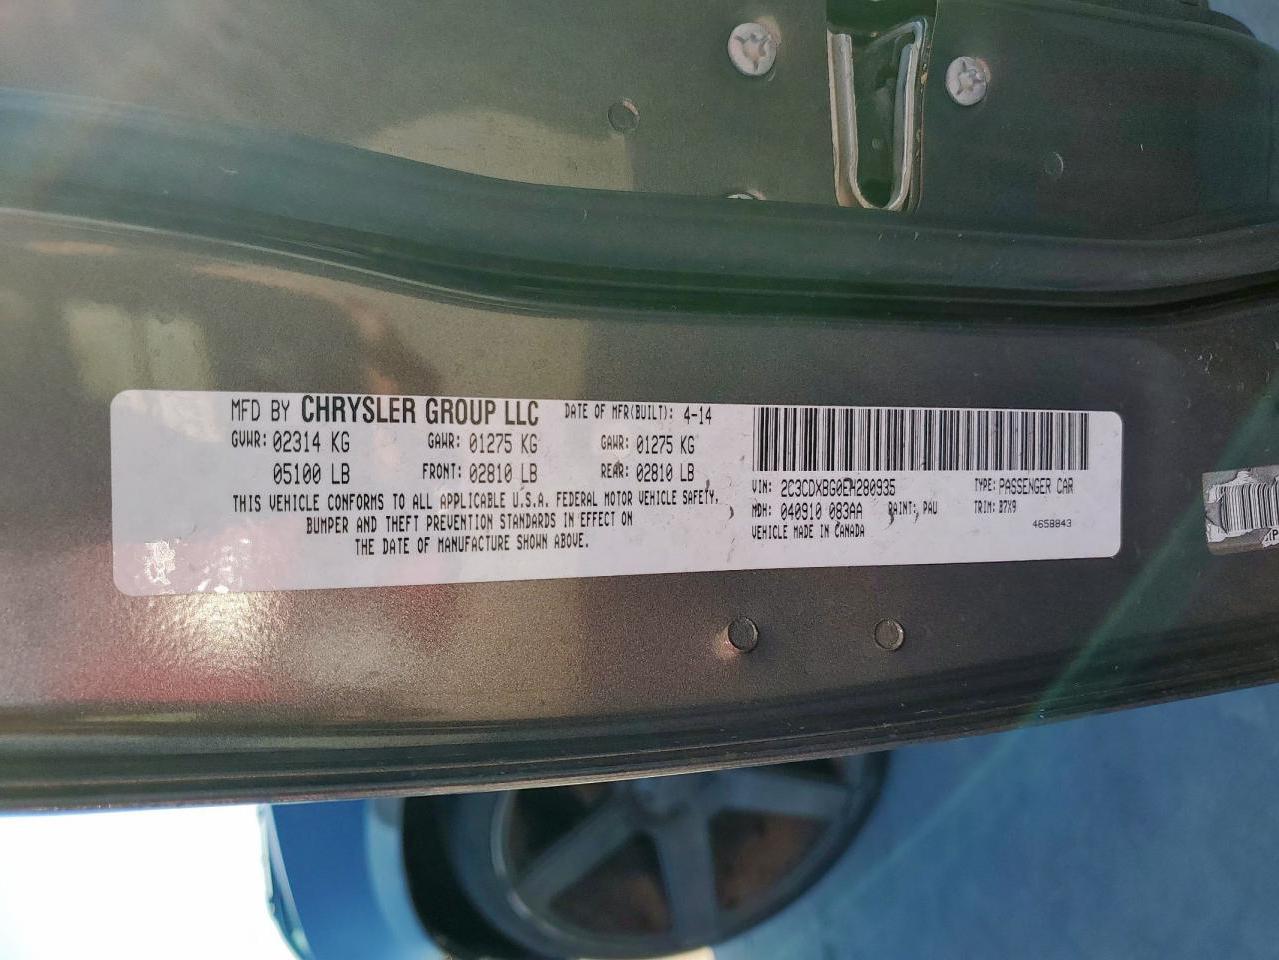 MFD BY CHRYSLER GROUP LLC DATE OF MFR(BUILT): 4-14
GVWR: 02314 KG GAWR: 01275 KG GAWR: 01275 KG
05100 LB FRONT: 02810 LB REAR: 02810 LB
THIS VEHICLE CONFORMS TO ALL APPLICABLE U.S.A. FEDERAL MOTOR VEHICLE SAFETY,
BUMPER AND THEFT PREVENTION STANDARDS IN EFFECT ON
THE DATE OF MANUFACTURE SHOWN ABOVE.
VIN: 2C3CDXBG0EH280935 TYPE: PASSENGER CAR
MDH: 040910 083AA PAINT: PAU TRIM: B7X9
VEHICLE MADE IN CANADA 4658843